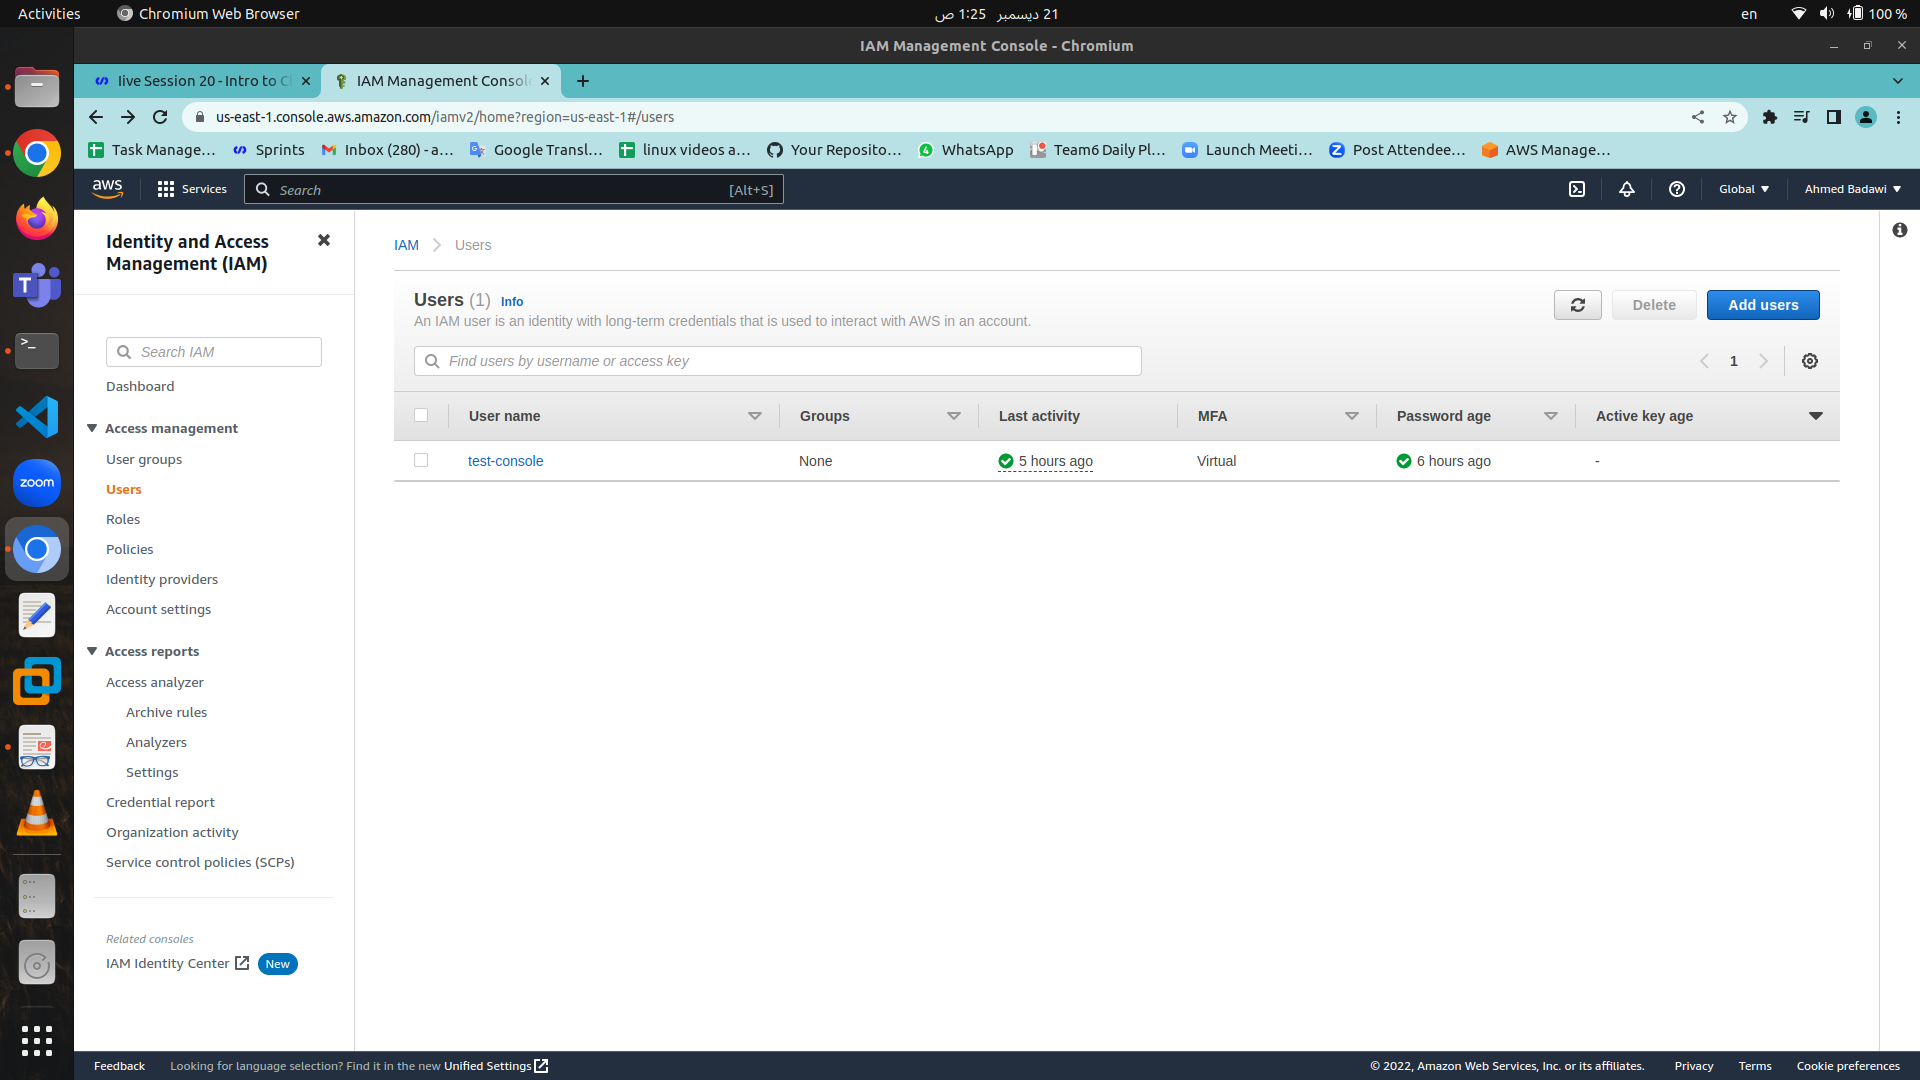 Activities
Chromium Web Browser
21 ديسمبر 1:25 ص
en
100 %
IAM Management Console - Chromium
live Session 20 - Intro to Cl
IAM Management Console
us-east-1.console.aws.amazon.com/iamv2/home?region=us-east-1#/users
Task Manage…
Sprints
Inbox (280) - a…
Google Transl…
linux videos a…
Your Reposito…
WhatsApp
Team6 Daily Pl…
Launch Meeti…
Post Attendee…
AWS Manage…
aws
Services
Search
[Alt+S]
Global
Ahmed Badawi
Identity and Access
Management (IAM)
Search IAM
Dashboard
Access management
User groups
Users
Roles
Policies
Identity providers
Account settings
Access reports
Access analyzer
Archive rules
Analyzers
Settings
Credential report
Organization activity
Service control policies (SCPs)
Related consoles
IAM Identity Center
New
IAM
Users
Users (1) Info
An IAM user is an identity with long-term credentials that is used to interact with AWS in an account.
Delete
Add users
Find users by username or access key
1
User name
Groups
Last activity
MFA
Password age
Active key age
test-console
None
5 hours ago
Virtual
6 hours ago
-
zoom
Feedback
Looking for language selection? Find it in the new Unified Settings
© 2022, Amazon Web Services, Inc. or its affiliates.
Privacy
Terms
Cookie preferences